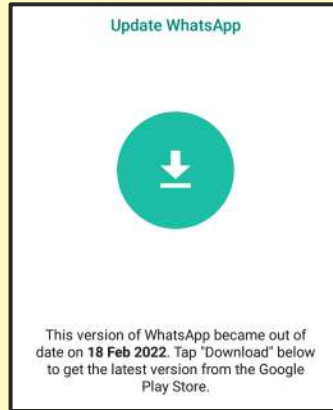 Update WhatsApp
This version of WhatsApp became out of
date on 18 Feb 2022. Tap "Download" below
to get the latest version from the Google
Play Store.